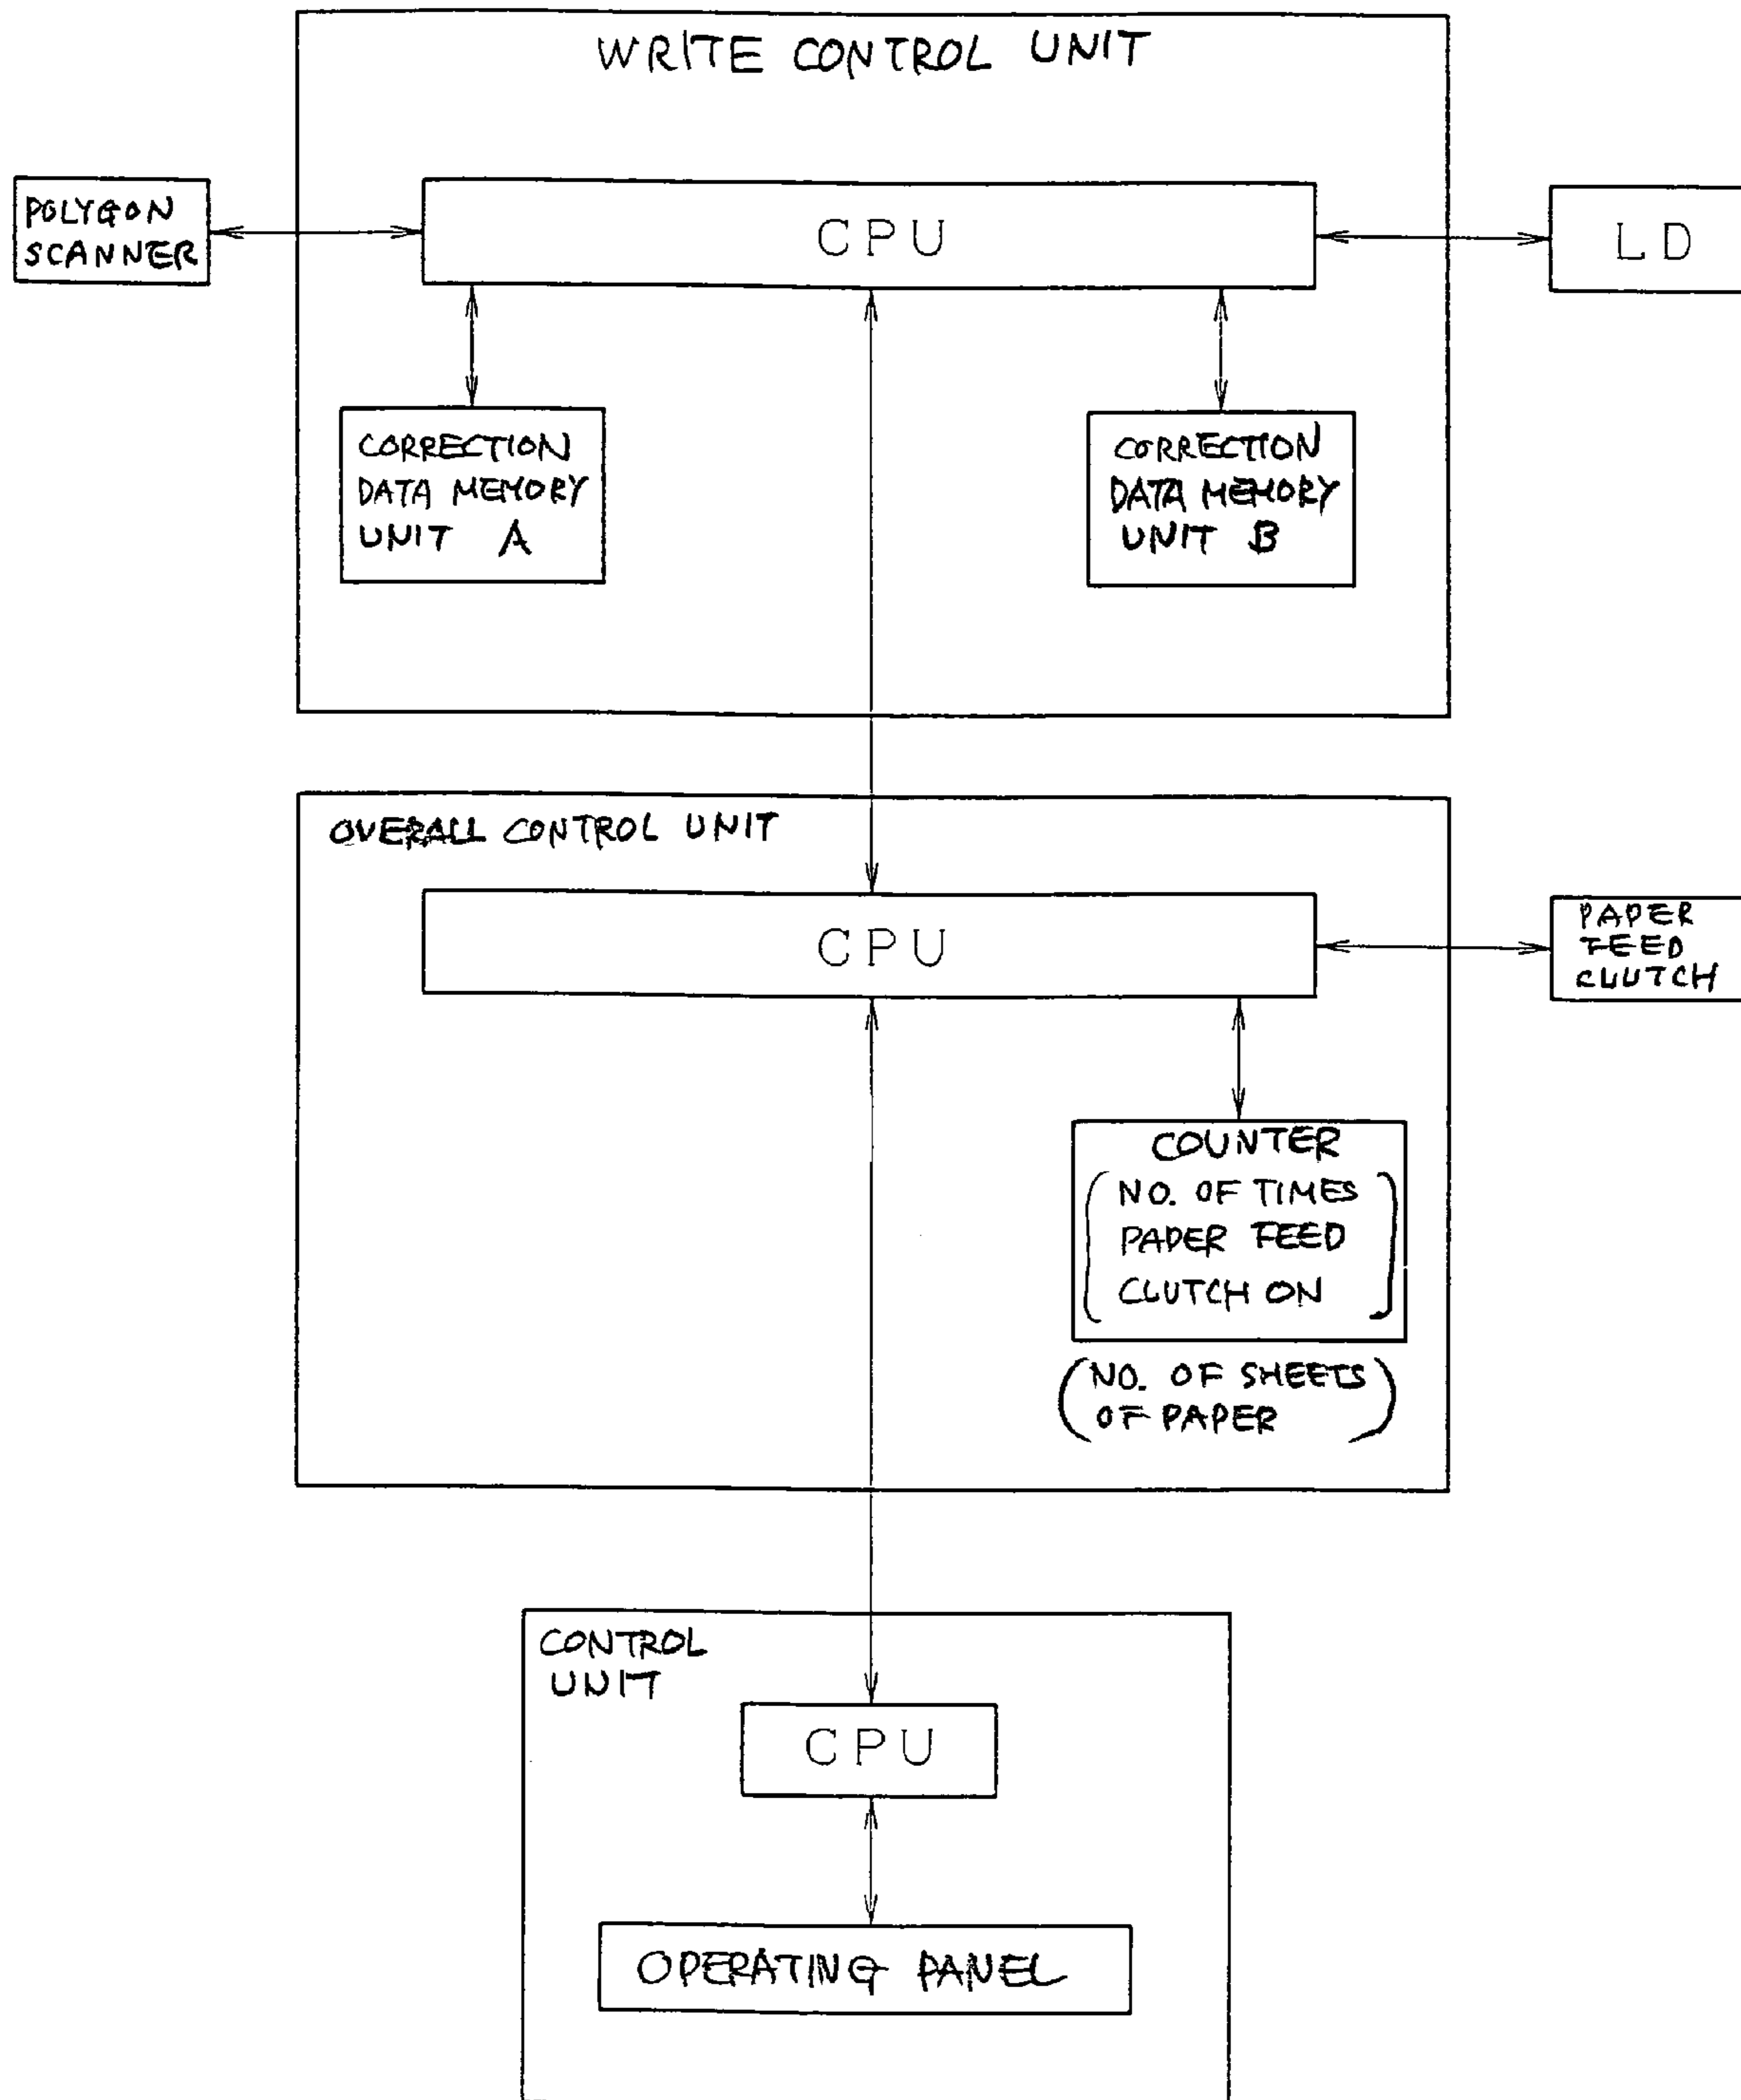 WRITE CONTROL UNIT
POLYGON
SCANNER
CPU
LD
CORRECTION
DATA MEMORY
UNIT A
CORRECTION
DATA MEMORY
UNIT B
OVERALL CONTROL UNIT
CPU
PAPER
FEED
CLUTCH
COUNTER
(NO. OF TIMES
PAPER FEED
CLUTCH ON)
(NO. OF SHEETS
OF PAPER)
CONTROL
UNIT
CPU
OPERATING PANEL